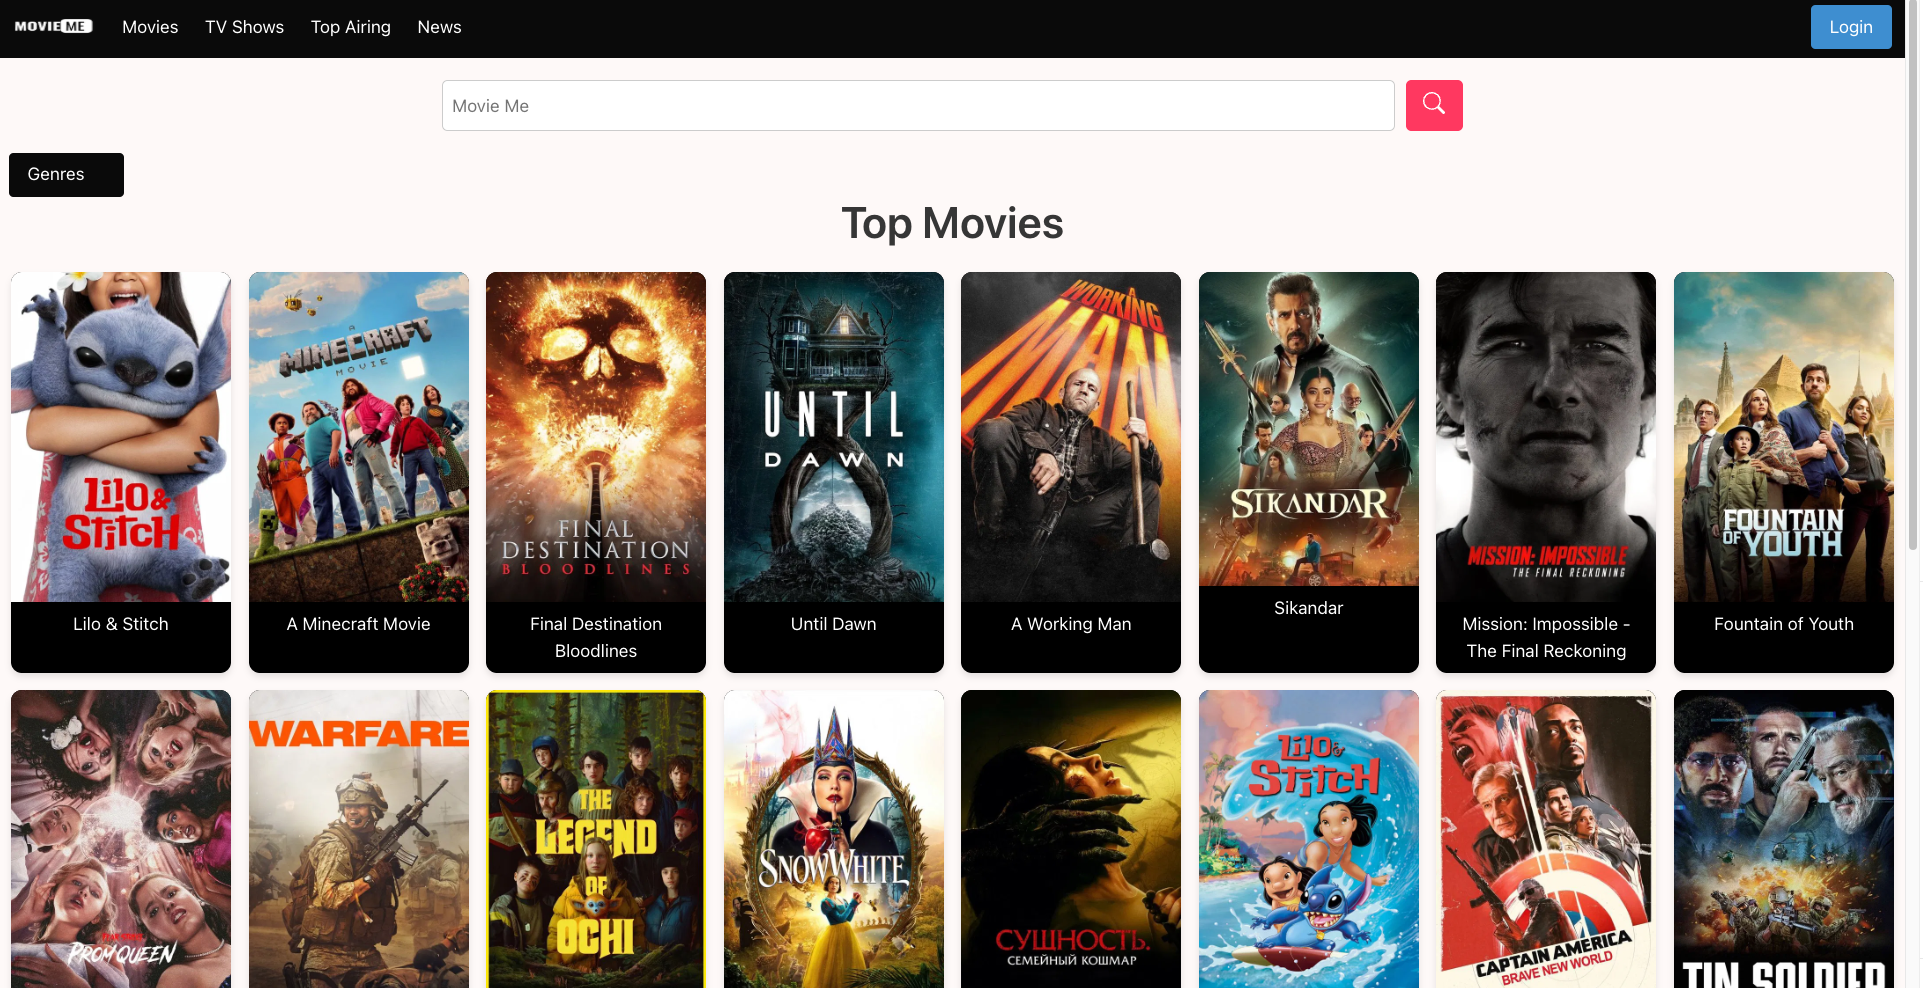 MOVIE ME
Movies
TV Shows
Top Airing
News
Login
Movie Me
Genres
Top Movies
Lilo &
Stitch
Lilo & Stitch
A
MINECRAFT
MOVIE
A Minecraft Movie
FINAL
DESTINATION
BLOODLINES
Final Destination
Bloodlines
UNTIL
DAWN
Until Dawn
A
WORKING
MAN
A Working Man
SIKANDAR
Sikandar
MISSION: IMPOSSIBLE
THE FINAL RECKONING
Mission: Impossible -
The Final Reckoning
FOUNTAIN
OF YOUTH
Fountain of Youth
PROM QUEEN
WARFARE
THE
LEGEND
OF
OCHI
SNOW WHITE
СУЩНОСТЬ.
СЕМЕЙНЫЙ КОШМАР
Lilo &
Stitch
CAPTAIN AMERICA
BRAVE NEW WORLD
TIN SOLDIER